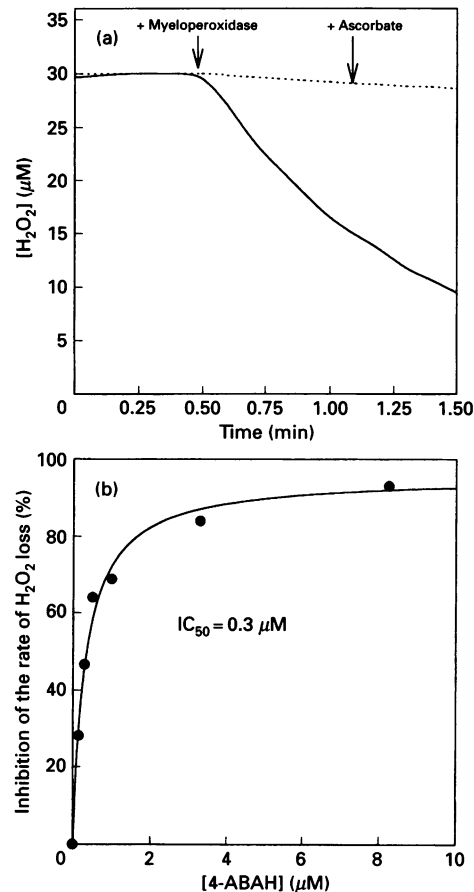 (a)
+ Myeloperoxidase
+ Ascorbate
[H₂O₂] (μM)
35
30
25
20
15
10
5
0
0.25
0.50
0.75
1.00
1.25
1.50
Time (min)
(b)
Inhibition of the rate of H₂O₂ loss (%)
100
80
60
40
20
0
2
4
6
8
10
IC₅₀ = 0.3 μM
[4-ABAH] (μM)